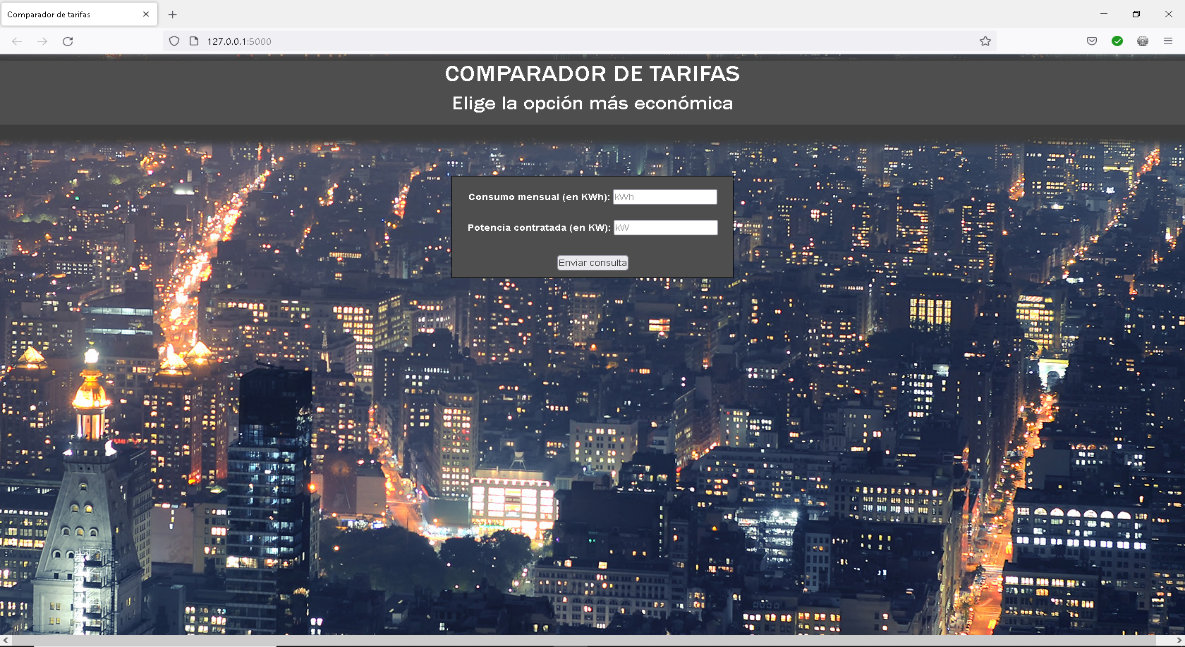 Comparador de tarifas
127.0.0.1:5000
COMPARADOR DE TARIFAS
Elige la opción más económica
Consumo mensual (en KWh): kWh
Potencia contratada (en KW): kW
Enviar consulta